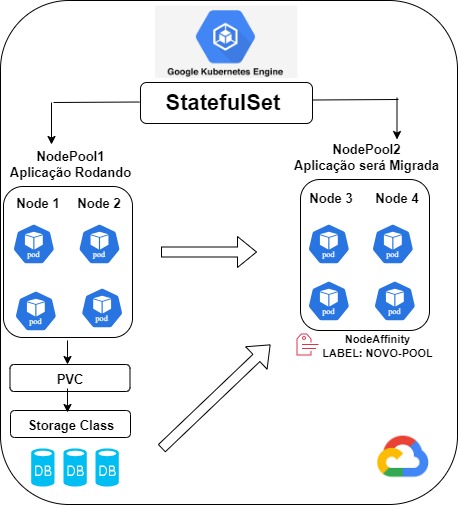 Google Kubernetes Engine
StatefulSet
NodePool1
Aplicação Rodando
NodePool2
Aplicação será Migrada
Node 1
Node 2
Node 3
Node 4
pod
pod
pod
pod
pod
pod
pod
pod
NodeAffinity
LABEL: NOVO-POOL
PVC
Storage Class
DB
DB
DB